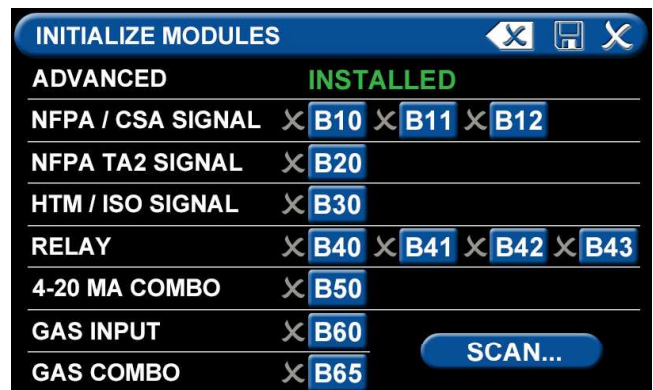 INITIALIZE MODULES
ADVANCED INSTALLED
NFPA / CSA SIGNAL B10 B11 B12
NFPA TA2 SIGNAL B20
HTM / ISO SIGNAL B30
RELAY B40 B41 B42 B43
4-20 MA COMBO B50
GAS INPUT B60
SCAN...
GAS COMBO B65